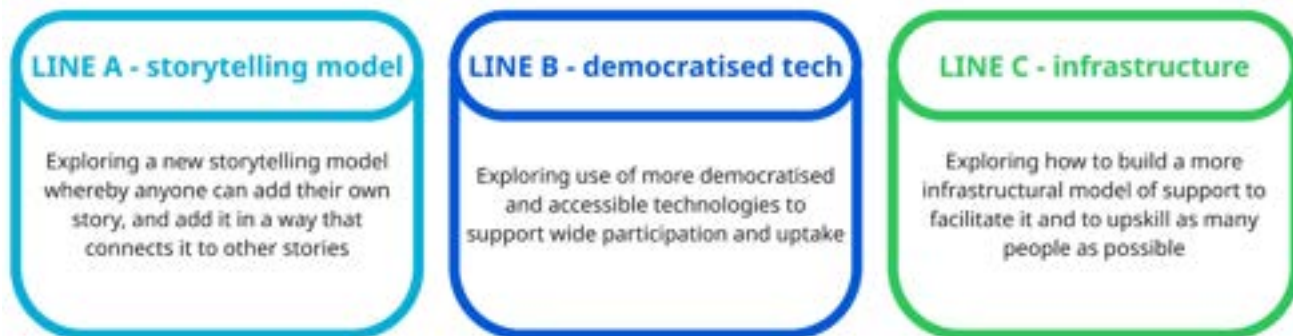 LINE A - storytelling model
Exploring a new storytelling model
whereby anyone can add their own
story, and add it in a way that
connects it to other stories
LINE B - democratised tech
Exploring use of more democratised
and accessible technologies to
support wide participation and uptake
LINE C - infrastructure
Exploring how to build a more
infrastructural model of support to
facilitate it and to upskill as many
people as possible